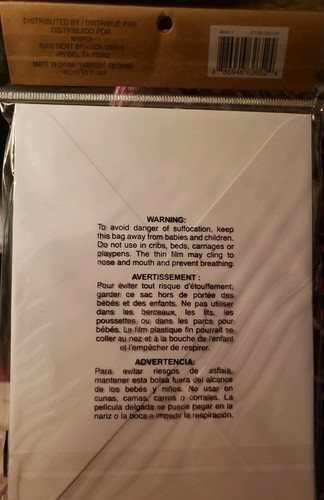 DISTRIBUTED BY / DISTRIBUÉ PAR
DISTRIBUIDO POR
8000 BENT BRANCH DRIVE
IRVING, TX
WARNING:
To avoid danger of suffocation, keep
this bag away from babies and children.
Do not use in cribs, beds, carriages or
playpens. The thin film may cling to
nose and mouth and prevent breathing.
AVERTISSEMENT :
Pour éviter tout risque d'étouffement,
garder ce sac hors de portée des
bébés et des enfants. Ne pas utiliser
dans les berceaux, les lits, les
poussettes ou dans les parcs pour
bébés. Le film plastique fin pourrait se
coller au nez et à la bouche de l'enfant
et l'empêcher de respirer.
ADVERTENCIA:
Para evitar riesgos de asfixia,
mantener esta bolsa fuera del alcance
de los bebés y niños. No usar en
cunas, camas, carros o corrales. La
película delgada se puede pegar en la
nariz o la boca e impedir la respiración.